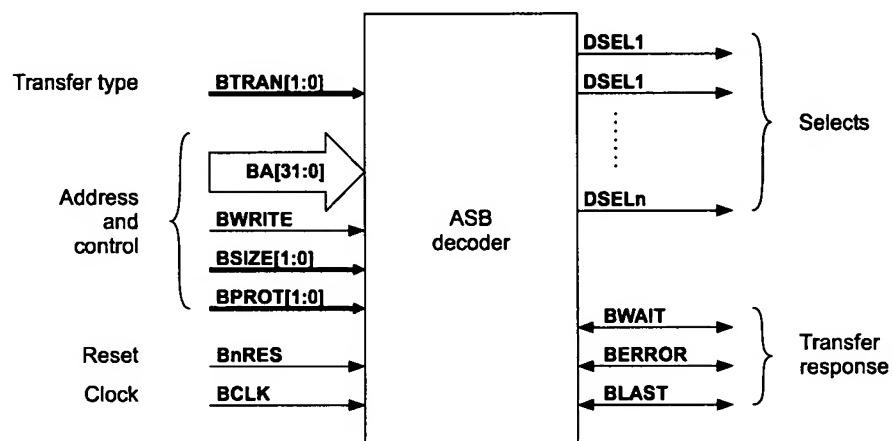 Transfer type
BTRAN[1:0]
Address
and
control
BA[31:0]
BWRITE
BSIZE[1:0]
BPROT[1:0]
Reset
BnRES
Clock
BCLK
ASB
decoder
DSEL1
DSEL1
DSELn
Selects
BWAIT
BERROR
BLAST
Transfer
response